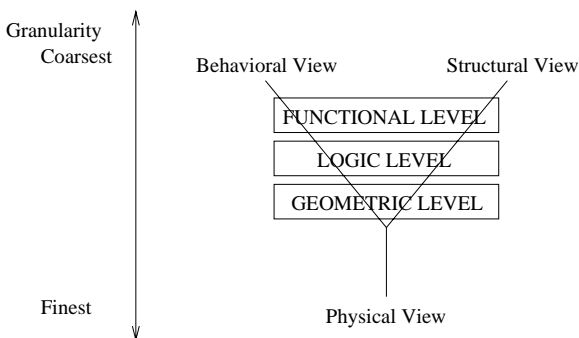 Granularity
Coarsest
Behavioral View
Structural View
FUNCTIONAL LEVEL
LOGIC LEVEL
GEOMETRIC LEVEL
Finest
Physical View